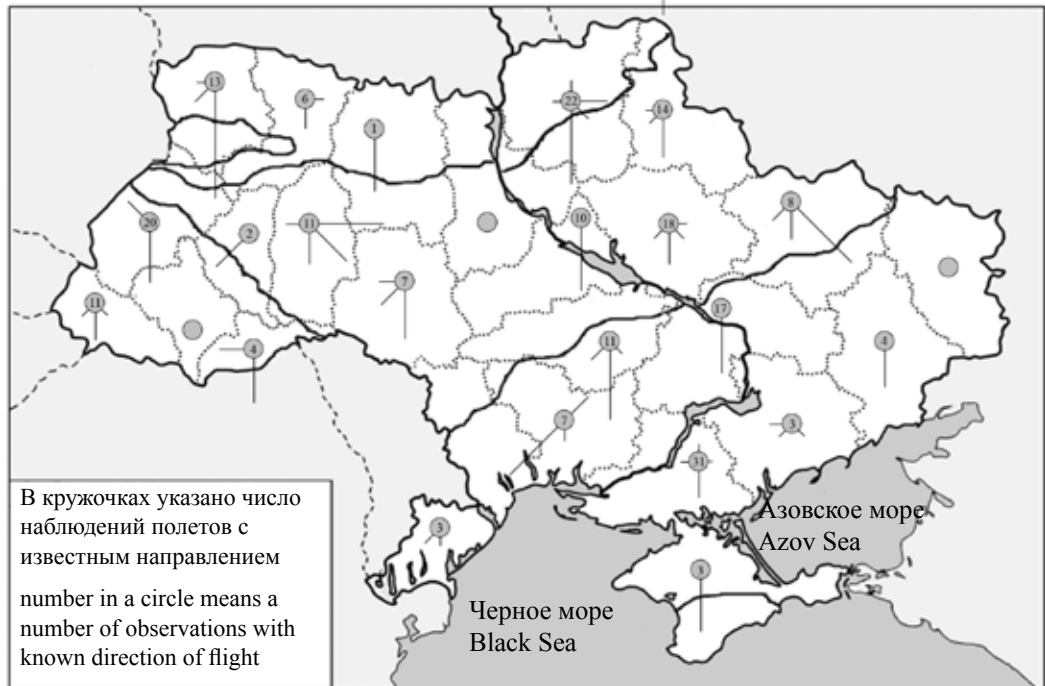 13
6
1
22
14
20
2
11
10
18
8
11
7
17
4
4
11
7
3
31
3
3
Азовское море
Azov Sea
Черное море
Black Sea
В кружочках указано число
наблюдений полетов с
известным направлением
number in a circle means a
number of observations with
known direction of flight